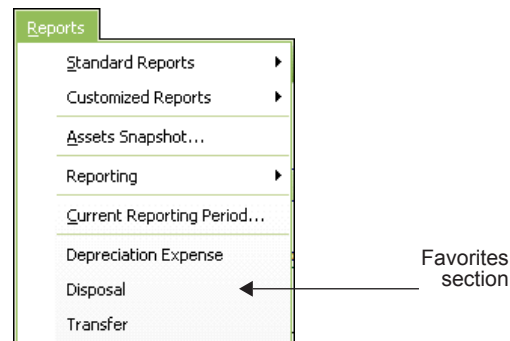 Reports
Standard Reports
Customized Reports
Assets Snapshot...
Reporting
Current Reporting Period...
Depreciation Expense
Disposal
Transfer
Favorites
section